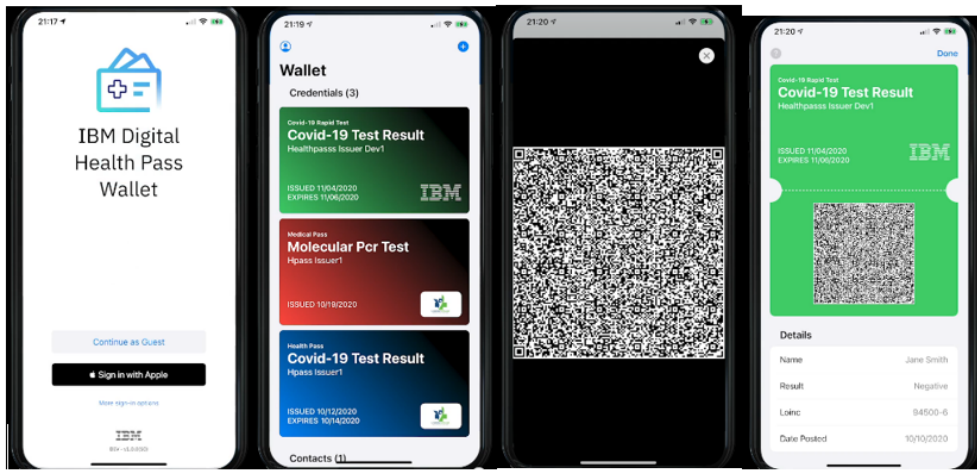 21:17
IBM Digital
Health Pass
Wallet
Continue as Guest
Sign in with Apple
More sign-in options
21:19
Wallet
Credentials (3)
Covid-19 Rapid Test
Covid-19 Test Result
Healthpasss Issuer Dev1
ISSUED 11/04/2020
EXPIRES 11/06/2020
IBM
Medical Pass
Molecular Pcr Test
Hpass Issuer1
ISSUED 10/19/2020
Health Pass
Covid-19 Test Result
Hpass Issuer1
ISSUED 10/12/2020
EXPIRES 10/14/2020
Contacts (1)
21:20
21:20
?
Done
Covid-19 Rapid Test
Covid-19 Test Result
Healthpasss Issuer Dev1
ISSUED 11/04/2020
EXPIRES 11/06/2020
IBM
Details
Name
Jane Smith
Result
Negative
Loinc
94500-6
Date Posted
10/10/2020